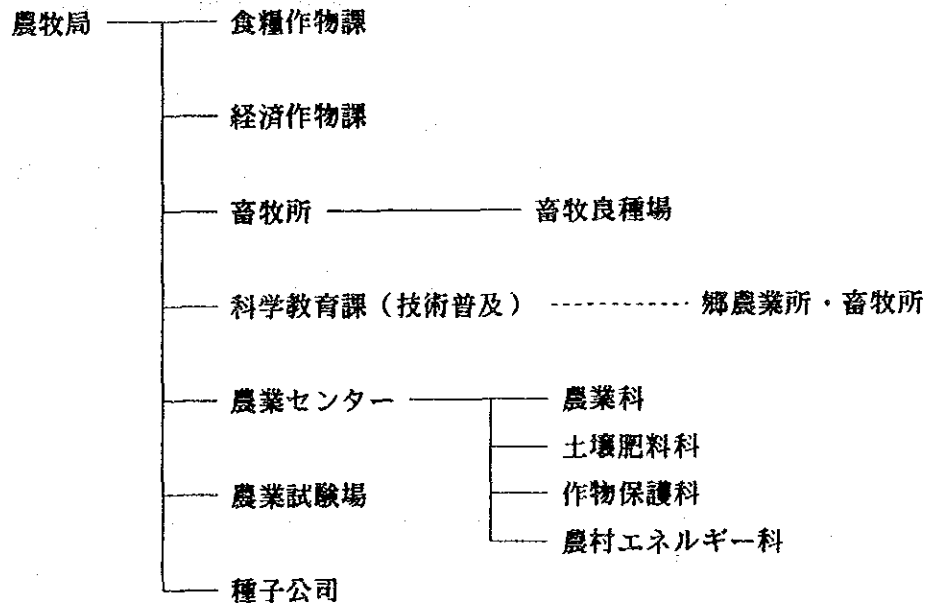 農牧局 食糧作物課
経済作物課
畜牧所 畜牧良種場
科学教育課（技術普及） 郷農業所・畜牧所
農業センター 農業科
土壌肥料科
農業試験場 作物保護科
農村エネルギー科
種子公司